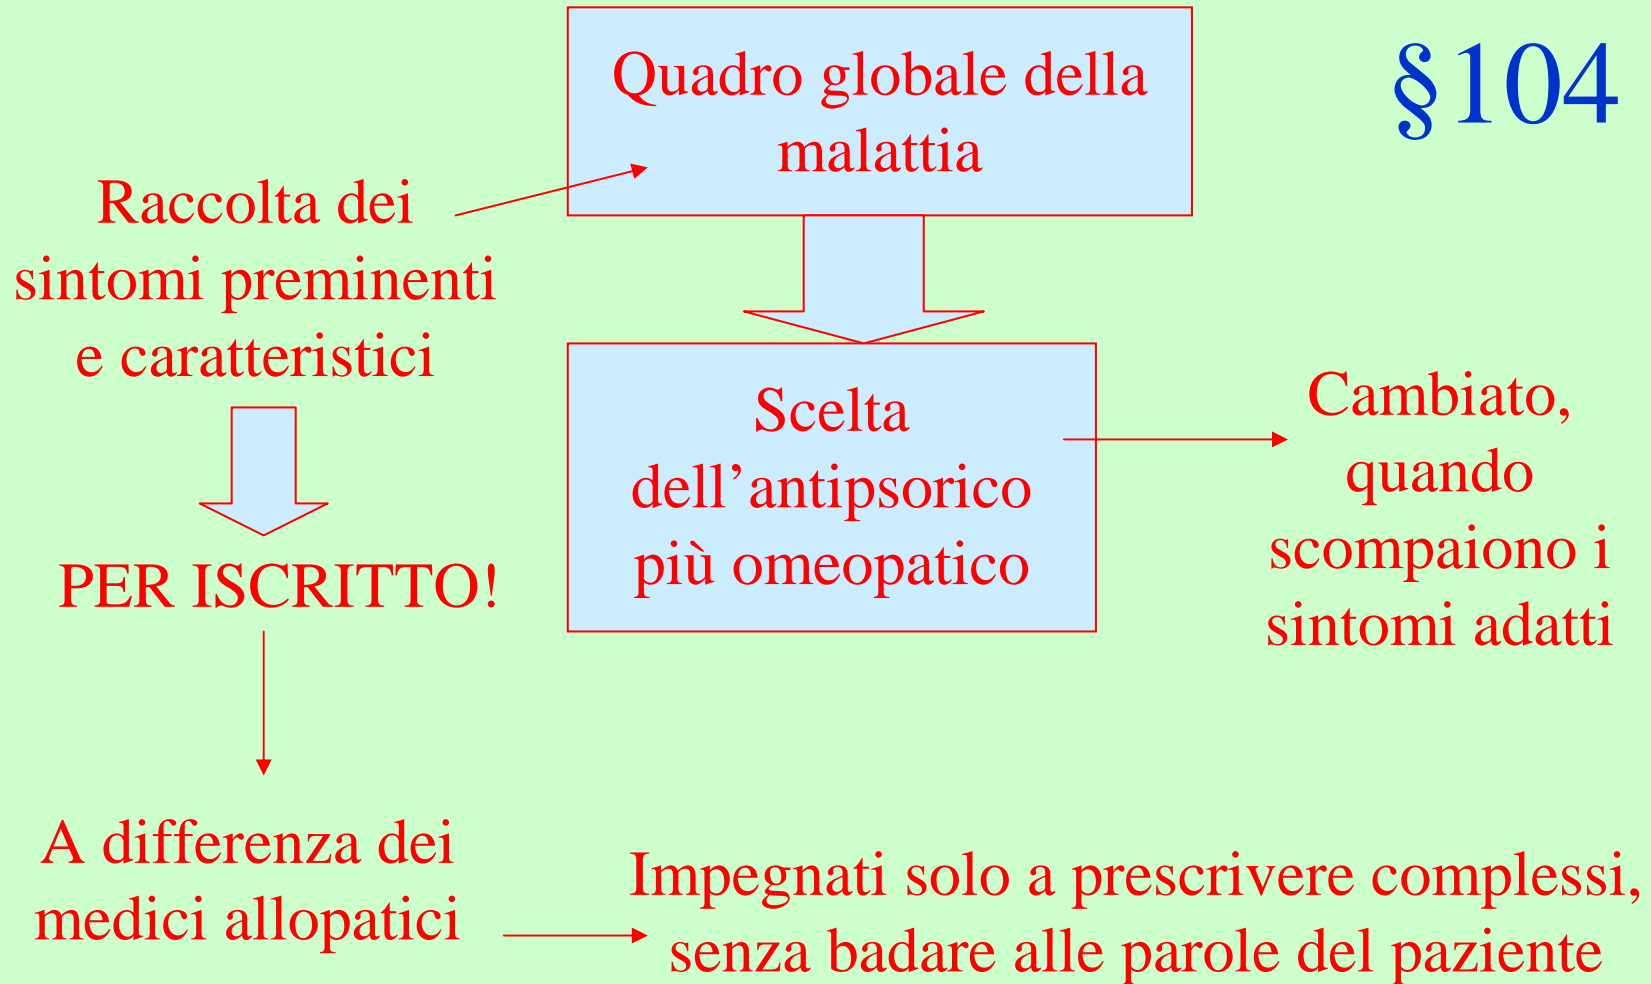 Quadro globale della
malattia
§104
Raccolta dei
sintomi preminenti
e caratteristici
Scelta
dell’antipsorico
più omeopatico
Cambiato,
quando
scompaiono i
sintomi adatti
PER ISCRITTO!
A differenza dei
medici allopatici
Impegnati solo a prescrivere complessi,
senza badare alle parole del paziente